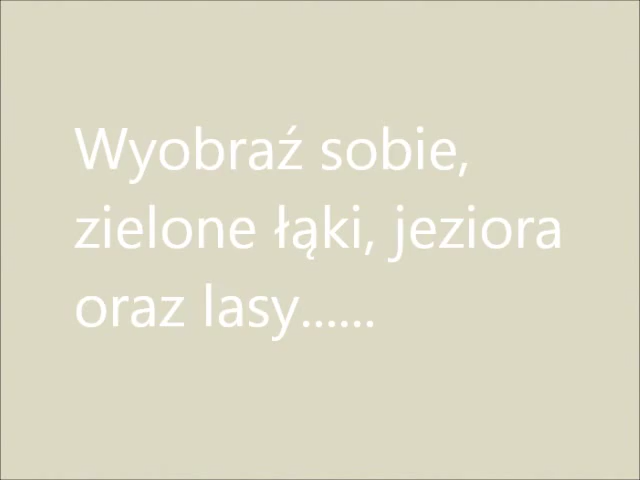 Wyobraź sobie,
zielone łąki, jeziora
oraz lasy......